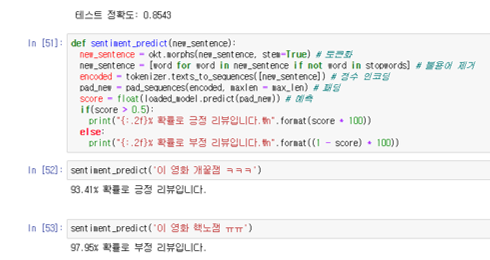 테스트 정확도: 0.8543
In [51]: def sentiment_predict(new_sentence):
new_sentence = okt.morphs(new_sentence, stem=True) # 토큰화
new_sentence = [word for word in new_sentence if not word in stopwords] # 불용어 제거
encoded = tokenizer.texts_to_sequences([new_sentence]) # 정수 인코딩
pad_new = pad_sequences(encoded, maxlen = max_len) # 패딩
score = float(loaded_model.predict(pad_new)) # 예측
if(score > 0.5):
print("{:.2f}% 확률로 긍정 리뷰입니다.₩n".format(score * 100))
else:
print("{:.2f}% 확률로 부정 리뷰입니다.₩n".format((1 - score) * 100))
In [52]: sentiment_predict('이 영화 개꿀잼 ㅋㅋㅋ')
93.41% 확률로 긍정 리뷰입니다.
In [53]: sentiment_predict('이 영화 핵노잼 ㅠㅠ')
97.95% 확률로 부정 리뷰입니다.